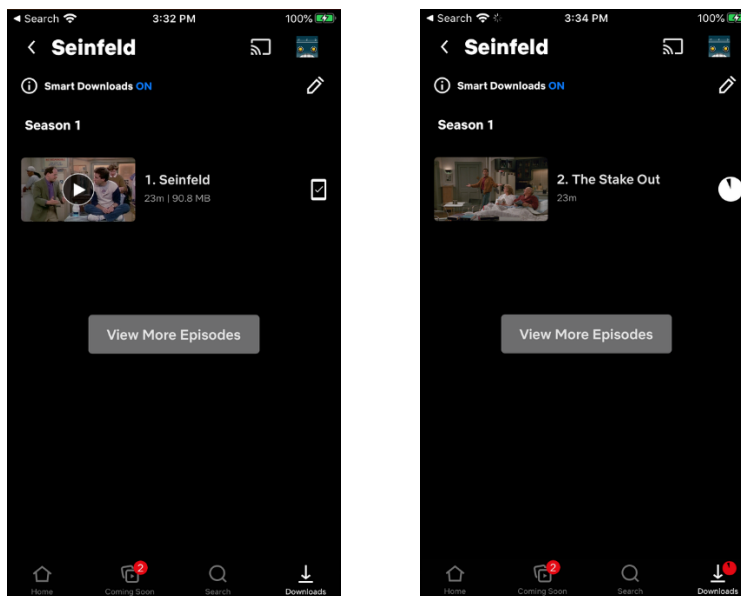 Search 3:32 PM 100%
Seinfeld
Smart Downloads ON
Season 1
1. Seinfeld
23m | 90.8 MB
View More Episodes
2
Home Coming Soon Search Downloads
Search 3:34 PM 100%
Seinfeld
Smart Downloads ON
Season 1
2. The Stake Out
23m
View More Episodes
2
Home Coming Soon Search Downloads